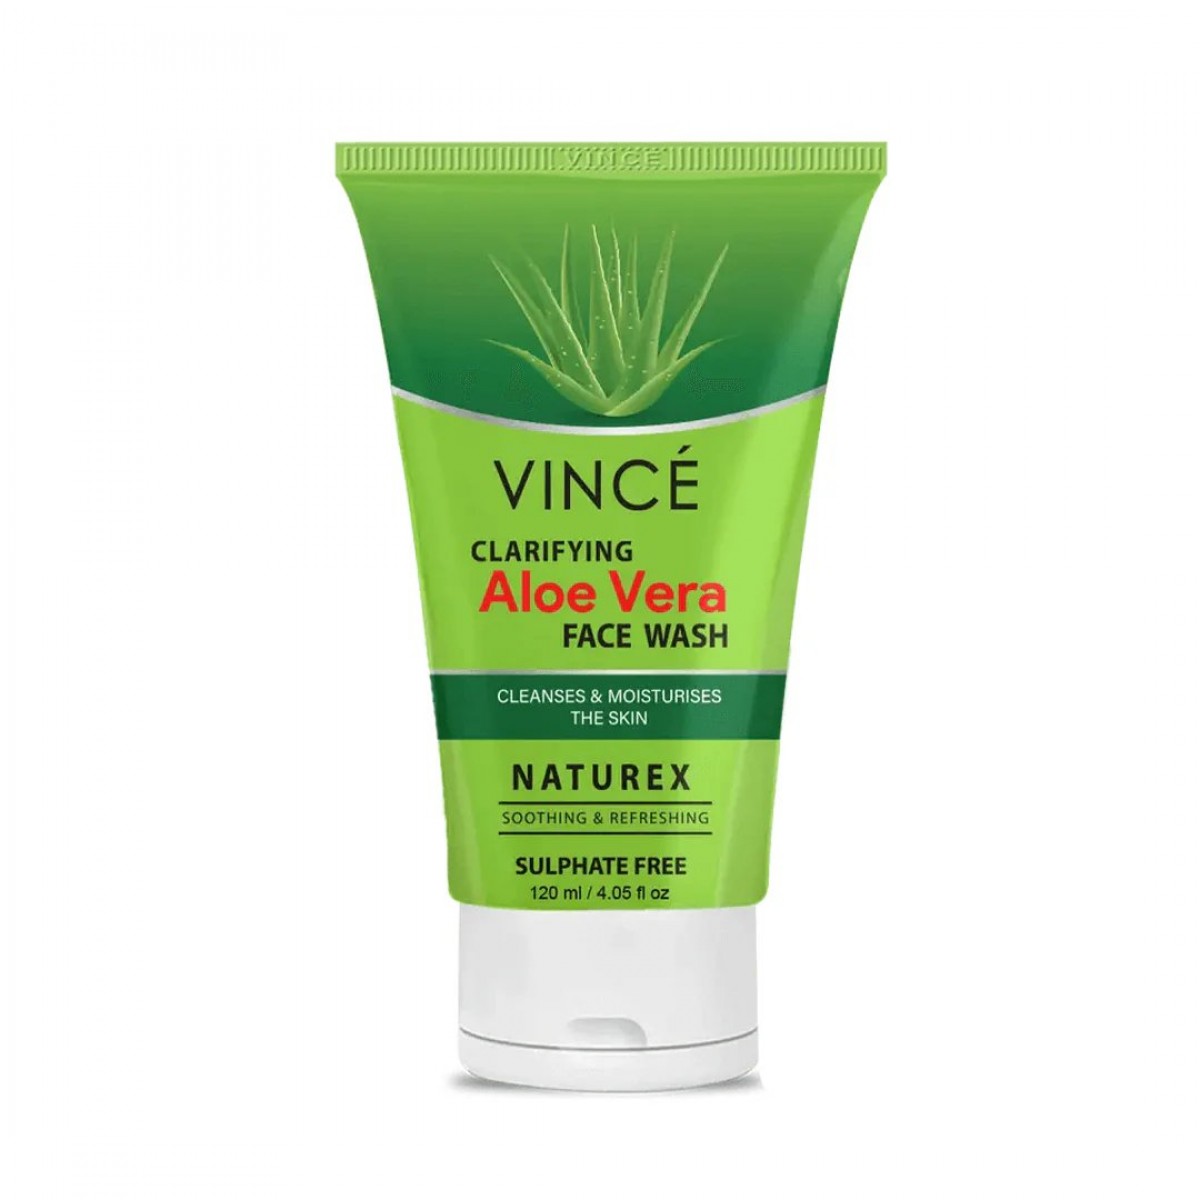 VINCE
VINCÉ
CLARIFYING
Aloe Vera
FACE WASH
CLEANSES & MOISTURISES
THE SKIN
NATUREX
SOOTHING & REFRESHING
SULPHATE FREE
120 ml / 4.05 fl oz